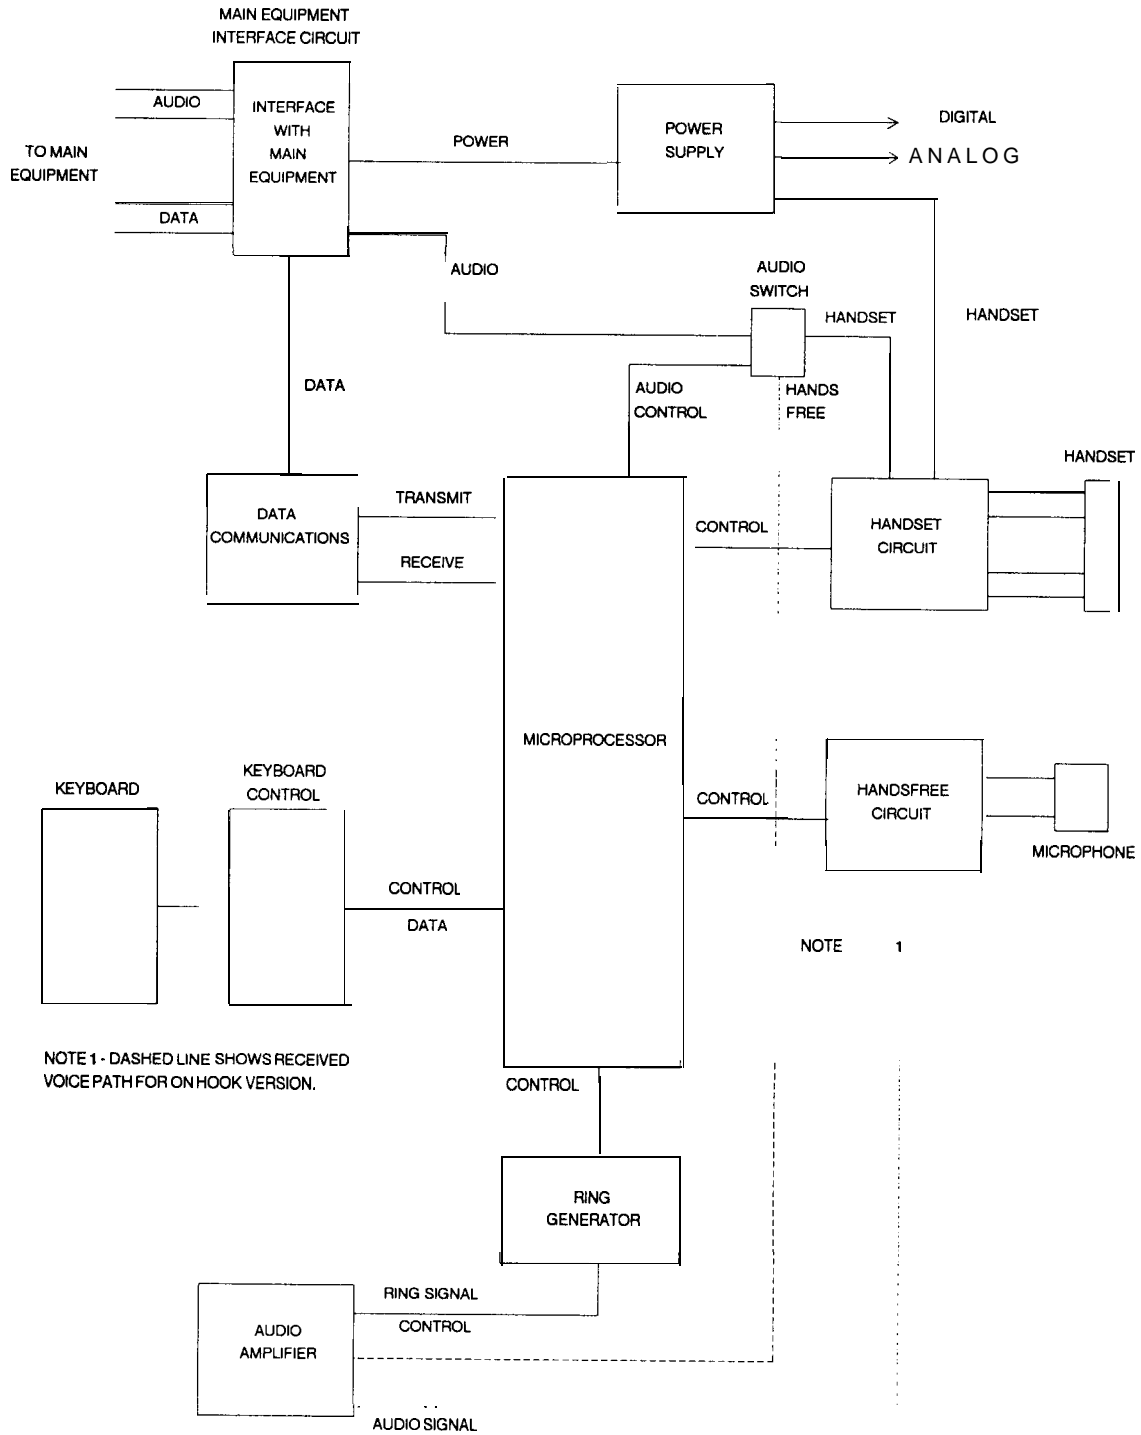 MAIN EQUIPMENT
INTERFACE CIRCUIT
AUDIO
INTERFACE
WITH
MAIN
EQUIPMENT
TO MAIN
EQUIPMENT
DATA
POWER
POWER
SUPPLY
DIGITAL
ANALOG
AUDIO
AUDIO
SWITCH
HANDSET
HANDSET
DATA
AUDIO
CONTROL
HANDS
FREE
HANDSET
DATA
COMMUNICATIONS
TRANSMIT
RECEIVE
CONTROL
HANDSET
CIRCUIT
MICROPROCESSOR
KEYBOARD
KEYBOARD
CONTROL
CONTROL
HANDSFREE
CIRCUIT
MICROPHONE
CONTROL
DATA
NOTE 1
NOTE 1 - DASHED LINE SHOWS RECEIVED
VOICE PATH FOR ON HOOK VERSION.
CONTROL
RING
GENERATOR
RING SIGNAL
CONTROL
AUDIO
AMPLIFIER
AUDIO SIGNAL